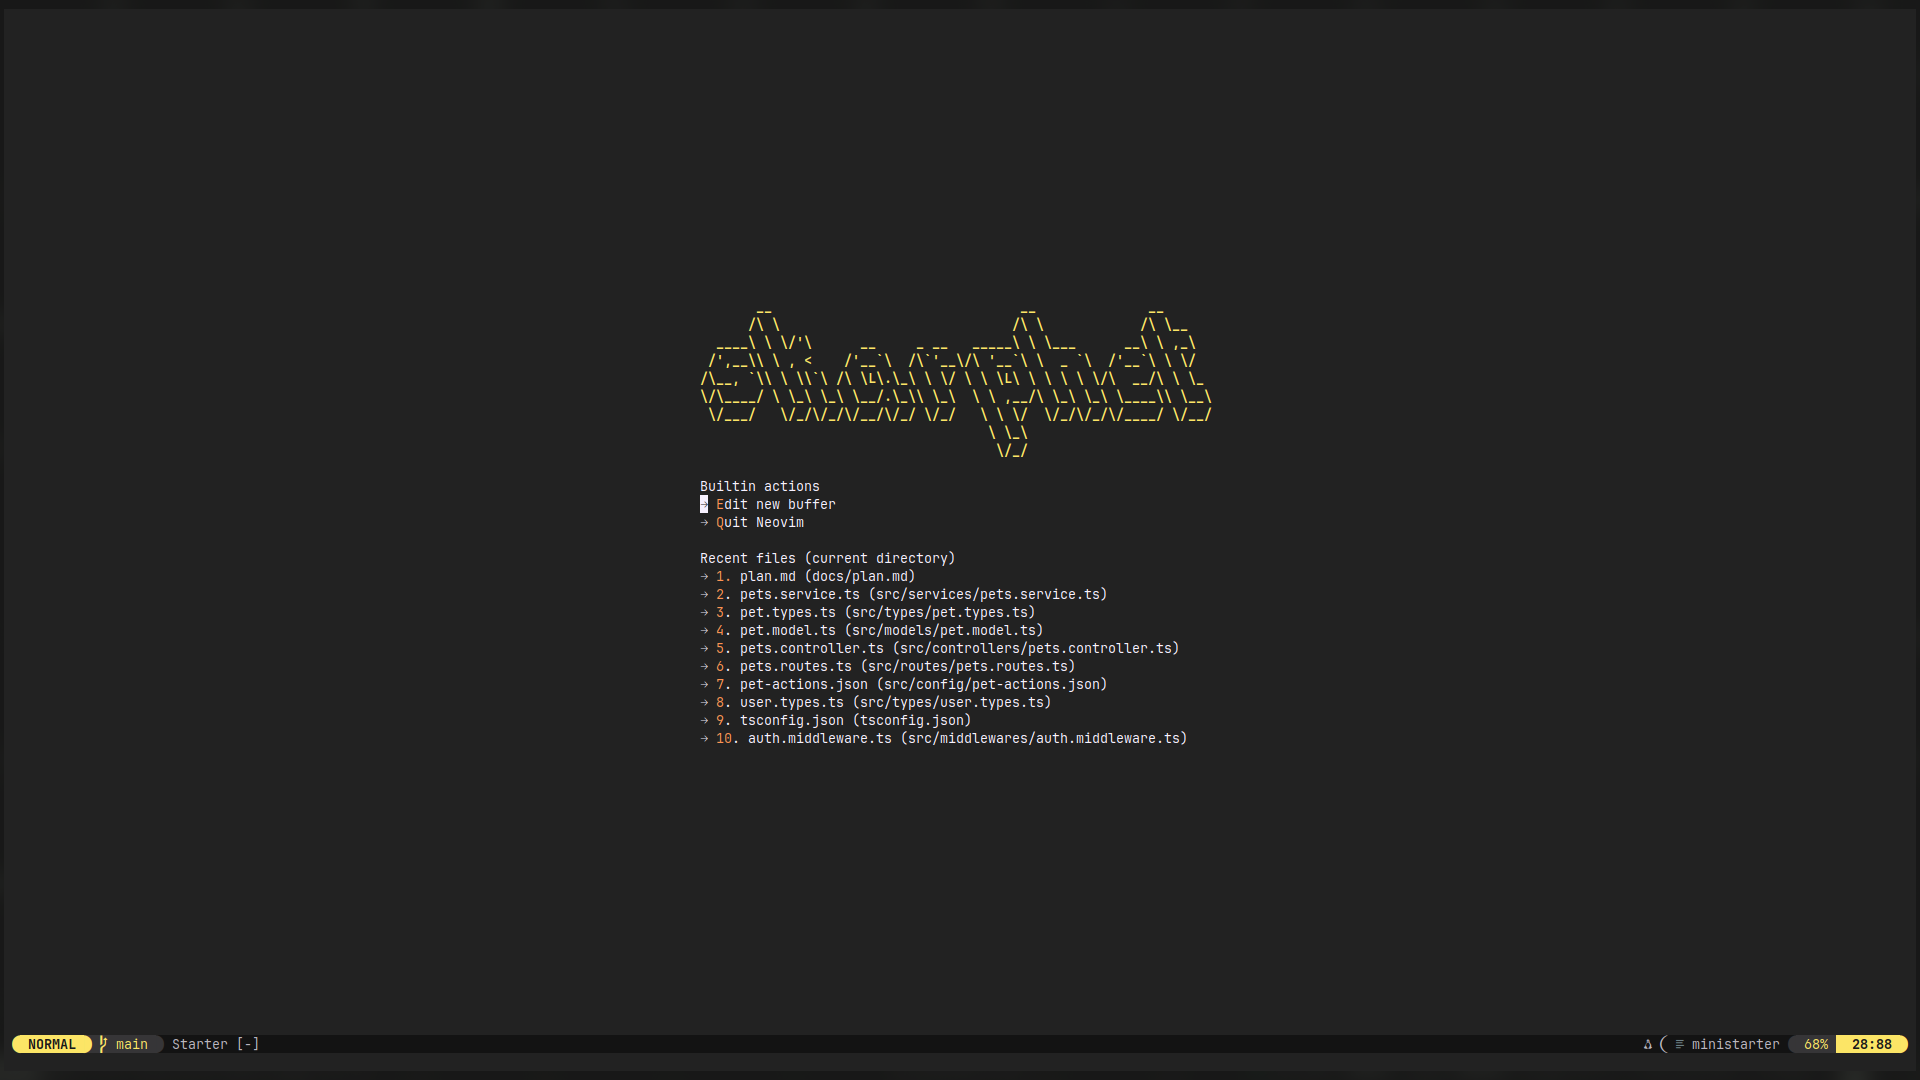 skarphet
Builtin actions
→ Edit new buffer
→ Quit Neovim
Recent files (current directory)
→ 1. plan.md (docs/plan.md)
→ 2. pets.service.ts (src/services/pets.service.ts)
→ 3. pet.types.ts (src/types/pet.types.ts)
→ 4. pet.model.ts (src/models/pet.model.ts)
→ 5. pets.controller.ts (src/controllers/pets.controller.ts)
→ 6. pets.routes.ts (src/routes/pets.routes.ts)
→ 7. pet-actions.json (src/config/pet-actions.json)
→ 8. user.types.ts (src/types/user.types.ts)
→ 9. tsconfig.json (tsconfig.json)
→ 10. auth.middleware.ts (src/middlewares/auth.middleware.ts)
NORMAL main Starter [-] ministarter 68% 28:88